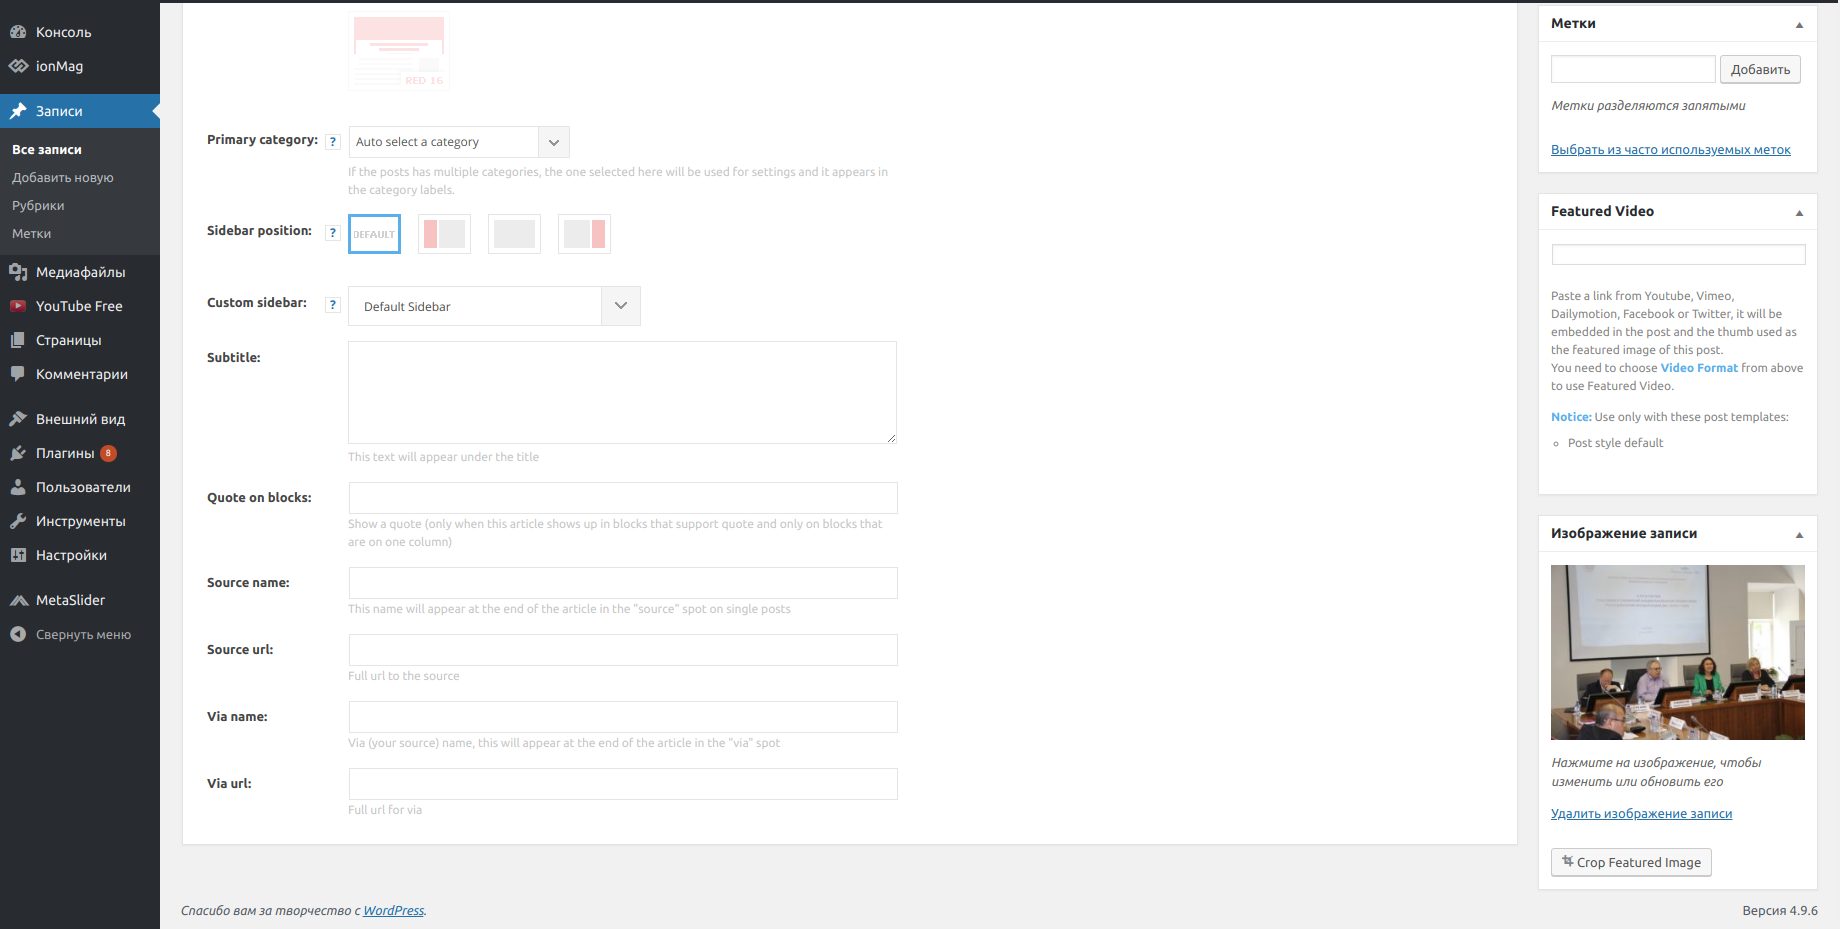 Консоль
ionMag
Записи
Все записи
Добавить новую
Рубрики
Метки
Медиафайлы
YouTube Free
Страницы
Комментарии
Внешний вид
Плагины 8
Пользователи
Инструменты
Настройки
MetaSlider
Свернуть меню
RED 16
Primary category: ? Auto select a category
If the posts has multiple categories, the one selected here will be used for settings and it appears in
the category labels.
Sidebar position: ? DEFAULT
Custom sidebar: ? Default Sidebar
Subtitle:
This text will appear under the title
Quote on blocks:
Show a quote (only when this article shows up in blocks that support quote and only on blocks that
are on one column)
Source name:
This name will appear at the end of the article in the "source" spot on single posts
Source url:
Full url to the source
Via name:
Via (your source) name, this will appear at the end of the article in the "via" spot
Via url:
Full url for via
Метки
Добавить
Метки разделяются запятыми
Выбрать из часто используемых меток
Featured Video
Paste a link from Youtube, Vimeo,
Dailymotion, Facebook or Twitter, it will be
embedded in the post and the thumb used as
the featured image of this post.
You need to choose Video Format from above
to use Featured Video.
Notice: Use only with these post templates:
Post style default
Изображение записи
Нажмите на изображение, чтобы
изменить или обновить его
Удалить изображение записи
Crop Featured Image
Спасибо вам за творчество с WordPress.
Версия 4.9.6